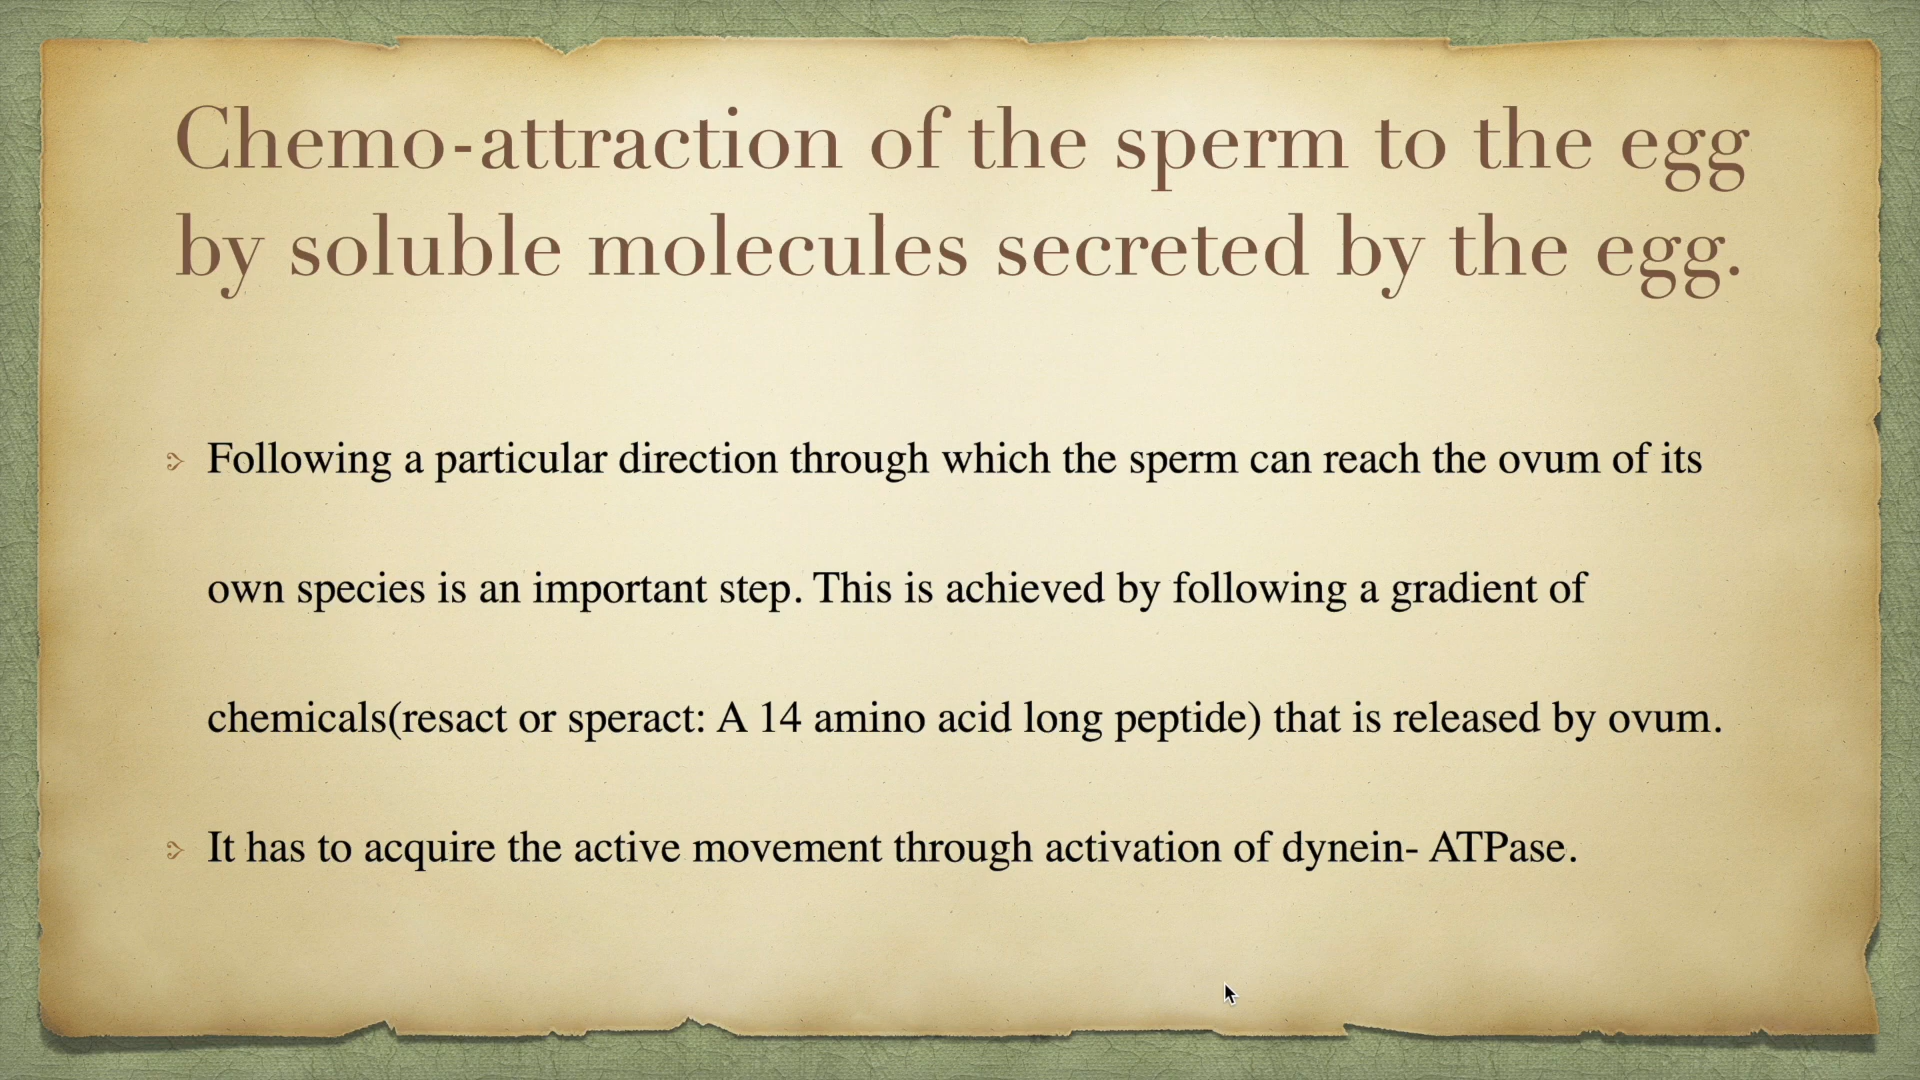 Chemo-attraction of the sperm to the egg
by soluble molecules secreted by the egg.
Following a particular direction through which the sperm can reach the ovum of its
own species is an important step. This is achieved by following a gradient of
chemicals(resact or speract: A 14 amino acid long peptide) that is released by ovum.
It has to acquire the active movement through activation of dynein- ATPase.